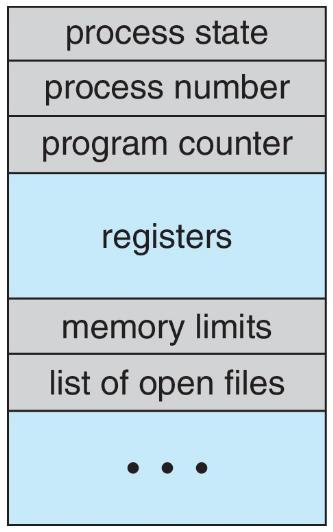 process state
process number
program counter
registers
memory limits
list of open files
• • •